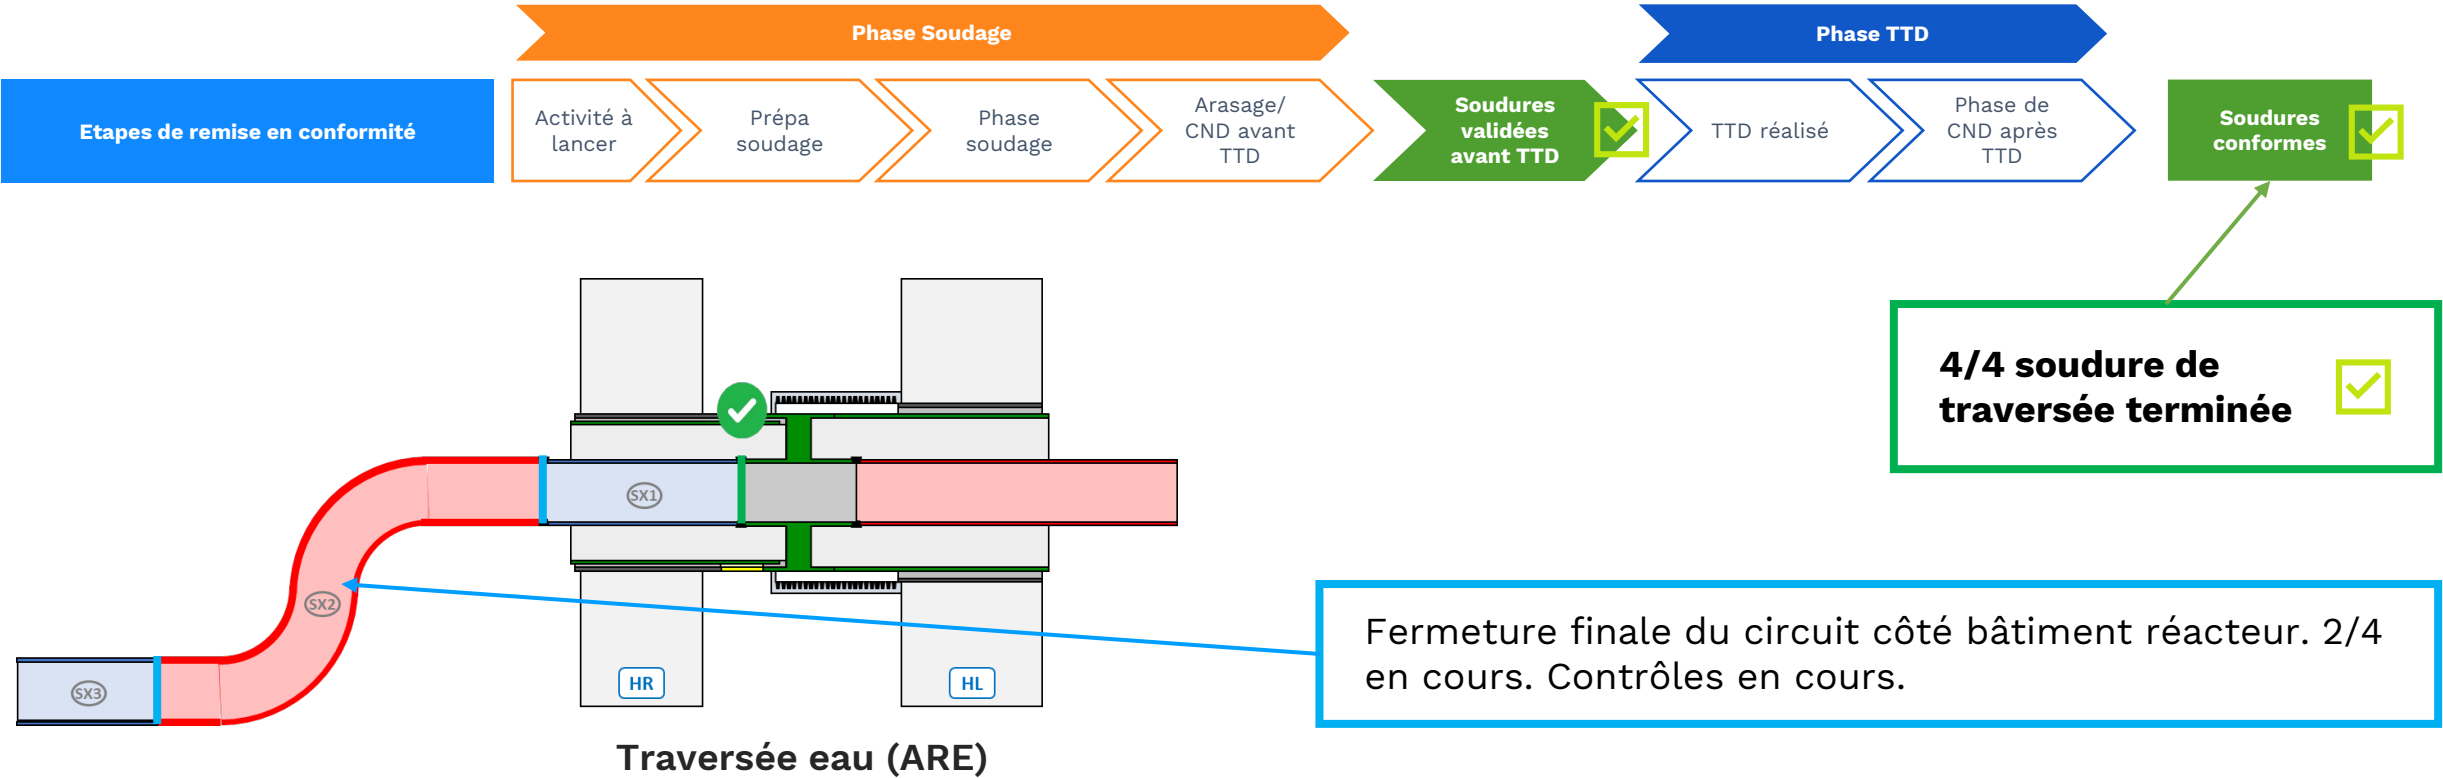 Phase Soudage
Phase TTD
Etapes de remise en conformité
Activité à
lancer
Prépa
soudage
Phase
soudage
Arasage/
CND avant
TTD
Soudures
validées
avant TTD
TTD réalisé
Phase de
CND après
TTD
Soudures
conformes
4/4 soudure de
traversée terminée
SX1
SX2
SX3
HR
HL
Fermeture finale du circuit côté bâtiment réacteur. 2/4
en cours. Contrôles en cours.
Traversée eau (ARE)